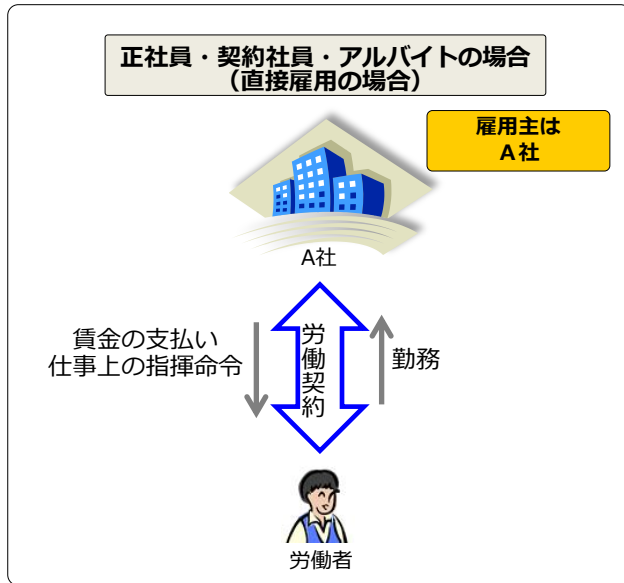 正社員・契約社員・アルバイトの場合
（直接雇用の場合）
雇用主は
A社
A社
賃金の支払い
仕事上の指揮命令
労働契約
勤務
労働者